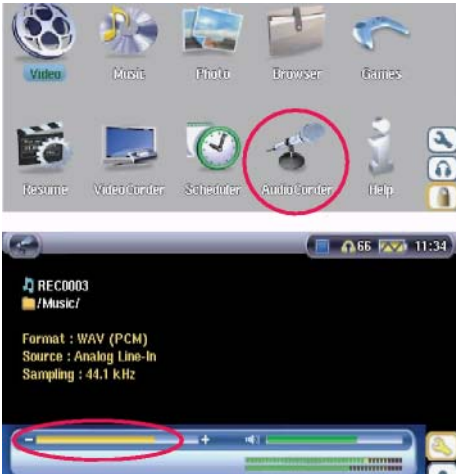 Video Music Photo Browser Games
Resume VideoCorder Scheduler AudioCorder Help
66 11:34
REC0003
/Music/
Format : WAV (PCM)
Source : Analog Line-In
Sampling : 44.1 kHz
- +